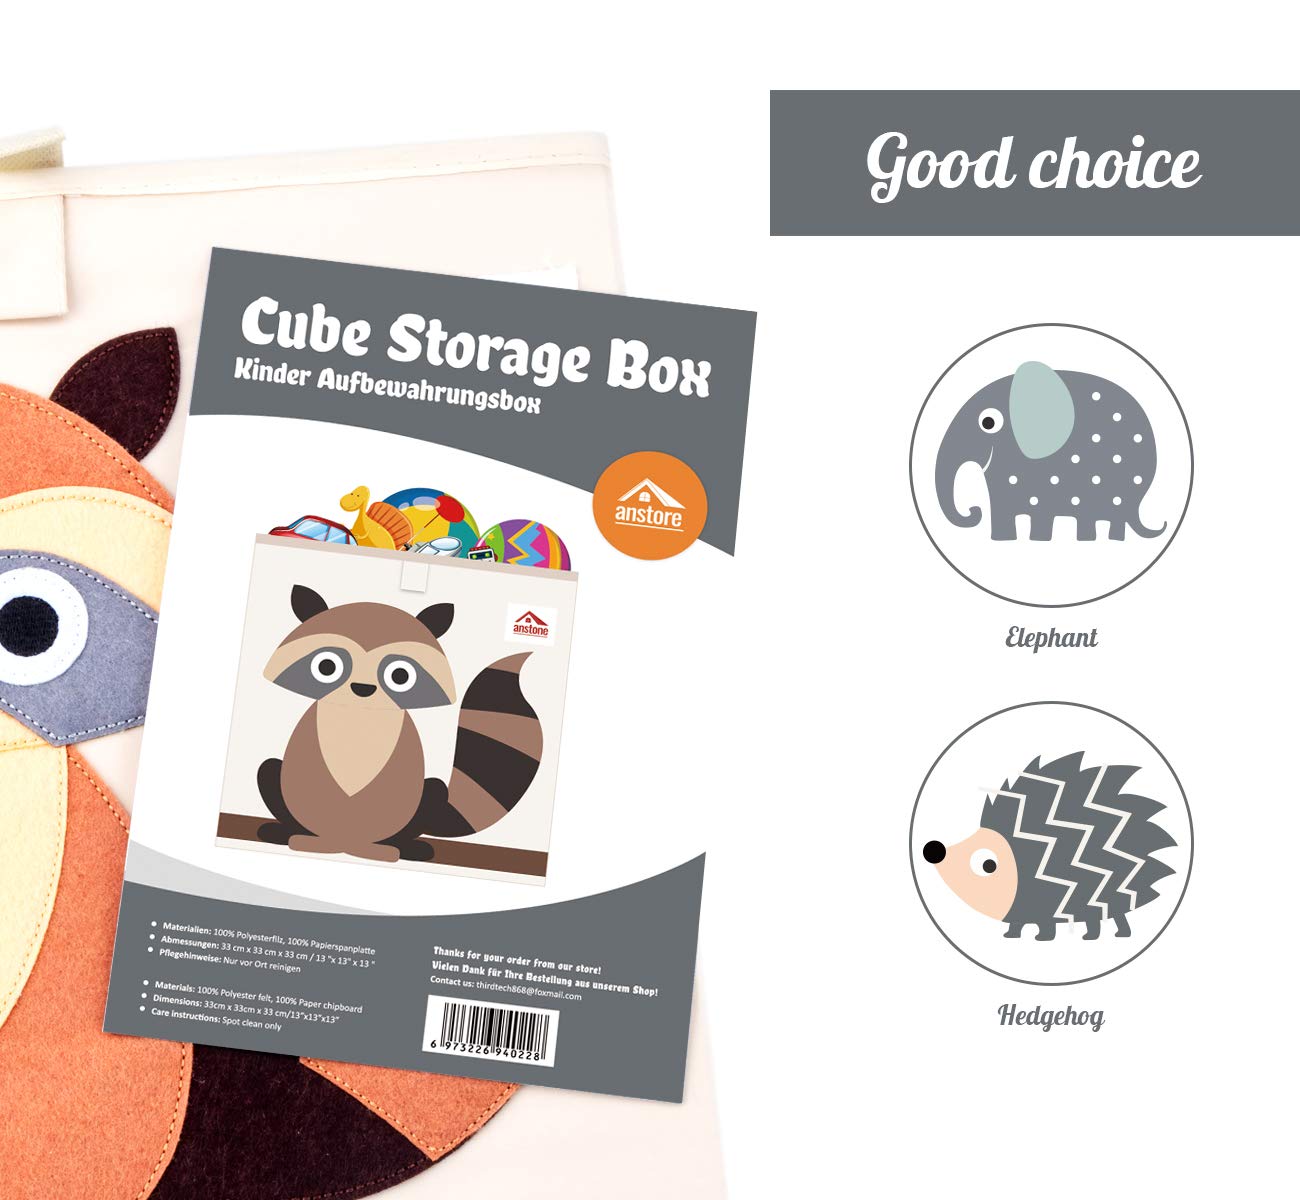 Good choice
Cube Storage Box
Kinder Aufbewahrungsbox
anstore
anstone
Materialien: 100% Polyesterfilz, 100% Papierspanplatte
Abmessungen: 33 cm x 33 cm x 33 cm / 13 "x 13" x 13 "
Pflegehinweise: Nur vor Ort reinigen
Materials: 100% Polyester felt, 100% Paper chipboard
Dimensions: 33cm x 33cm x 33 cm/13"x13"x13"
Care instructions: Spot clean only
Thanks for your order from our store!
Vielen Dank für Ihre Bestellung aus unserem Shop!
Contact us: thirdtech868@foxmail.com
6 973226 940228
Elephant
Hedgehog